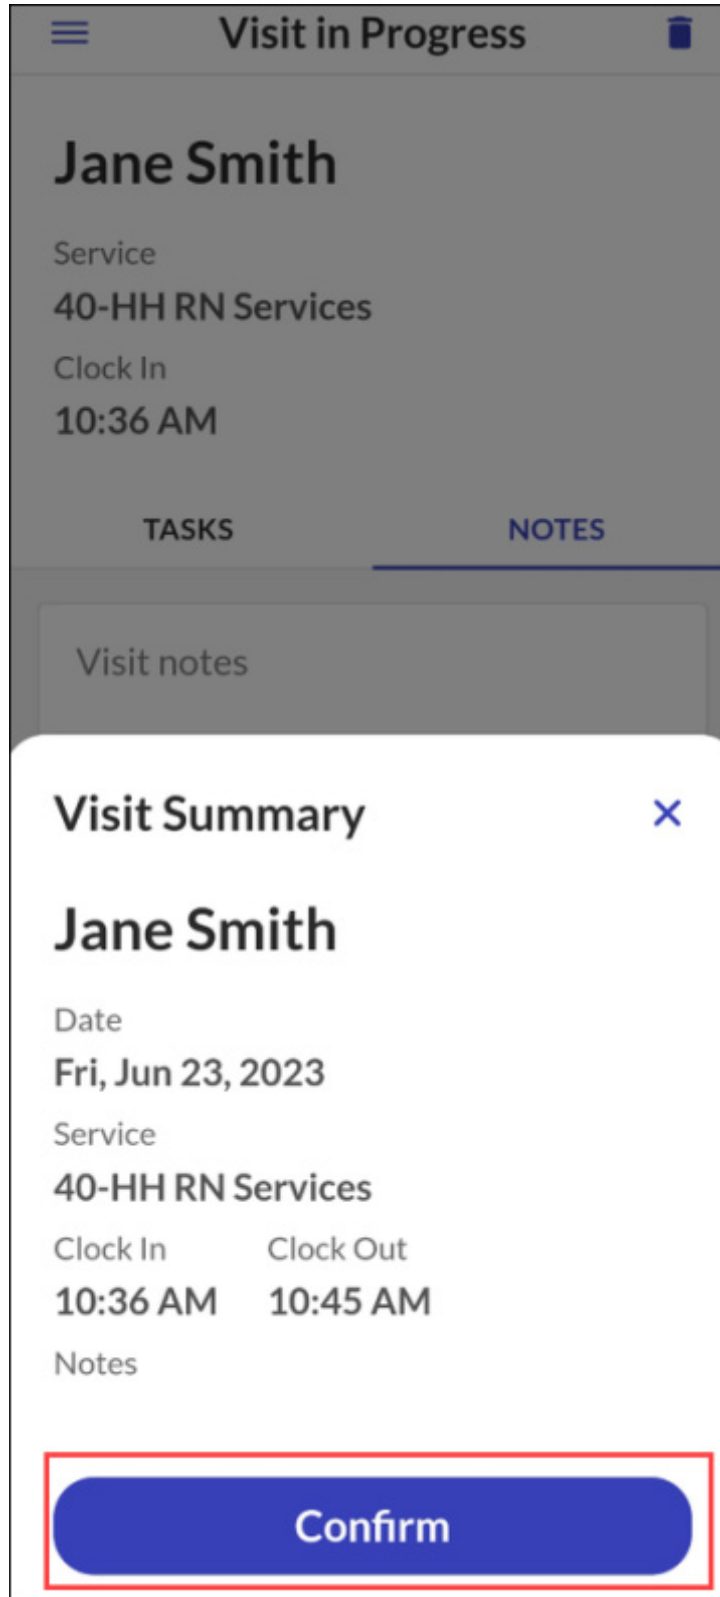 Visit in Progress
Jane Smith
Service
40-HH RN Services
Clock In
10:36 AM
TASKS NOTES
Visit notes
Visit Summary
Jane Smith
Date
Fri, Jun 23, 2023
Service
40-HH RN Services
Clock In Clock Out
10:36 AM 10:45 AM
Notes
Confirm